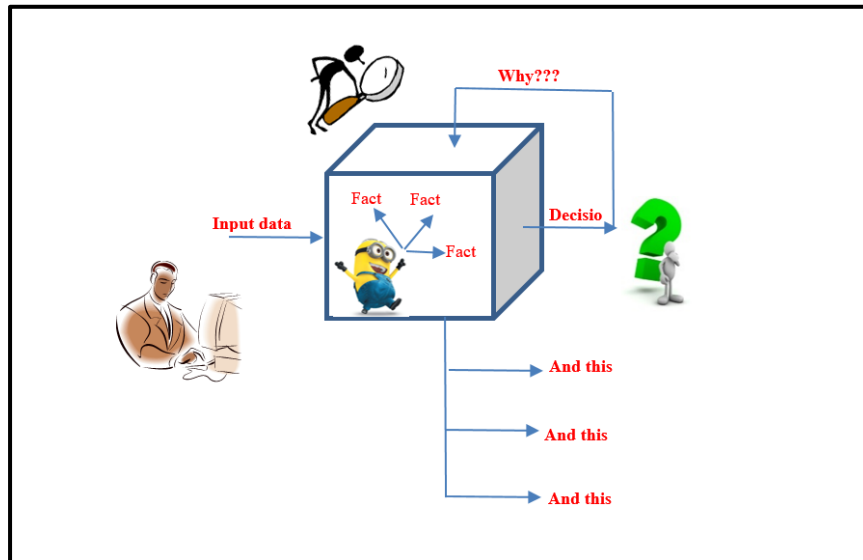 Why???
Fact
Fact
Input data
Decisio
Fact
And this
And this
And this